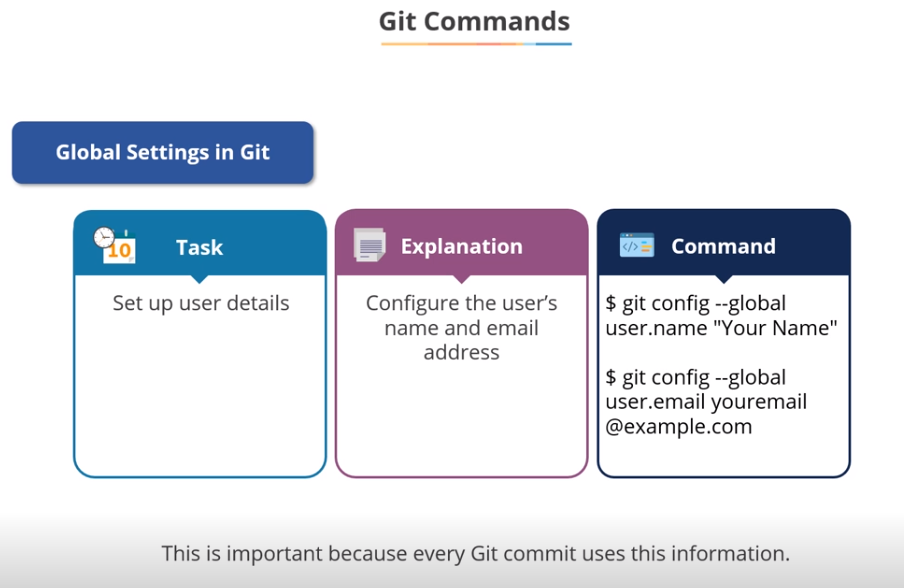 Git Commands
Global Settings in Git
10
Task
Set up user details
Explanation
Configure the user’s
name and email
address
</>
Command
$ git config --global
user.name "Your Name"
$ git config --global
user.email youremail
@example.com
This is important because every Git commit uses this information.